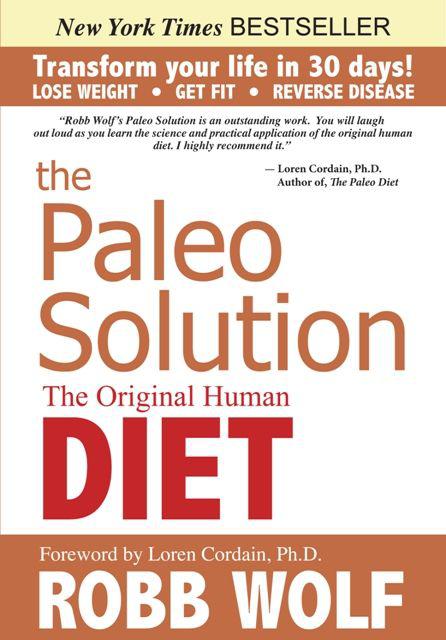 New York Times BESTSELLER
Transform your life in 30 days!
LOSE WEIGHT • GET FIT • REVERSE DISEASE
“Robb Wolf’s Paleo Solution is an outstanding work. You will laugh
out loud as you learn the science and practical application of the original human
diet. I highly recommend it.”
— Loren Cordain, Ph.D.
Author of, The Paleo Diet
the
Paleo
Solution
The Original Human
DIET
Foreword by Loren Cordain, Ph.D.
ROBB WOLF